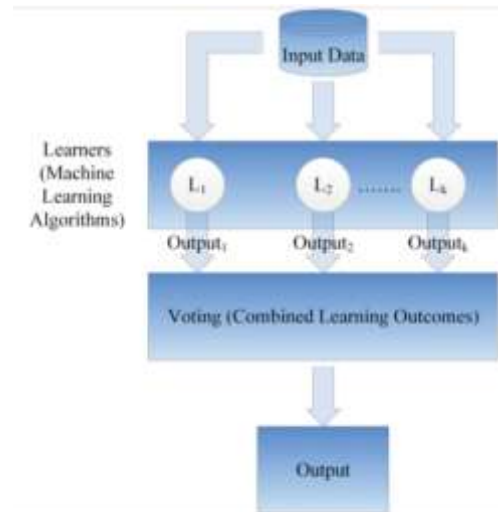 Input Data
Learners
(Machine
Learning
Algorithms)
L₁ L₂ ....... Lₖ
Output₁ Output₂ Outputₖ
Voting (Combined Learning Outcomes)
Output